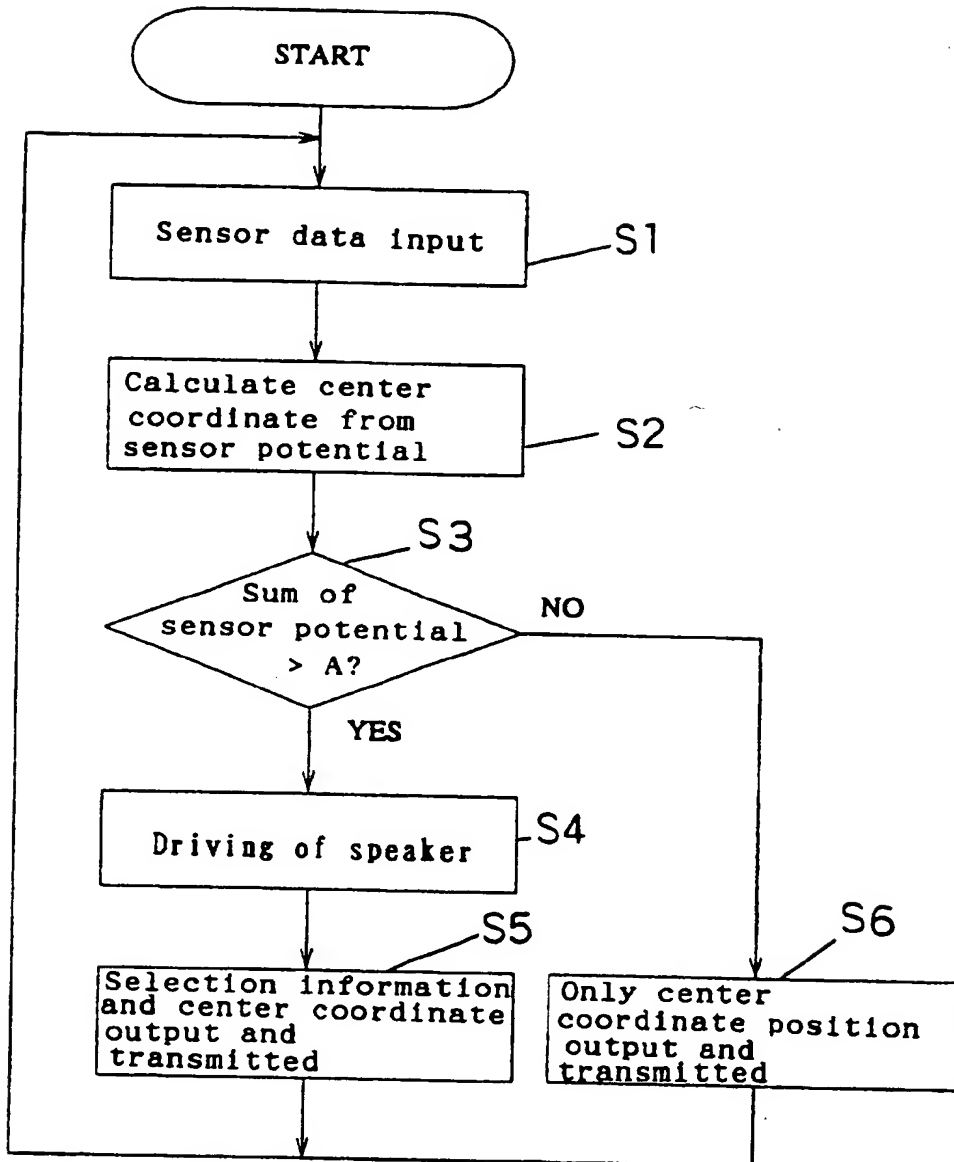 START
Sensor data input
S1
Calculate center
coordinate from
sensor potential
S2
S3
Sum of
sensor potential
> A?
NO
YES
Driving of speaker
S4
S5
Selection information
and center coordinate
output and
transmitted
S6
Only center
coordinate position
output and
transmitted